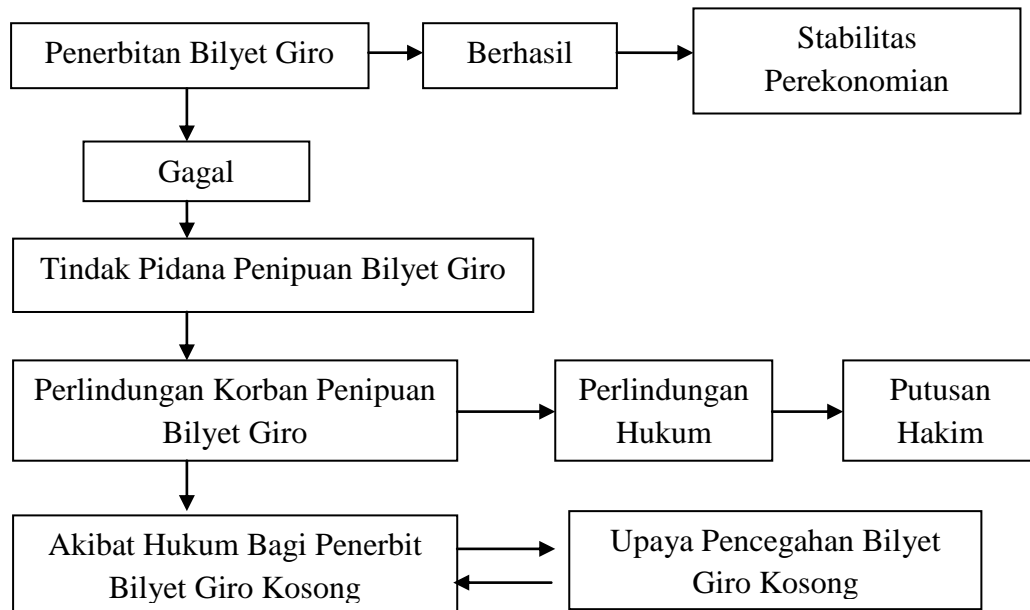 Penerbitan Bilyet Giro
Berhasil
Stabilitas
Perekonomian
Gagal
Tindak Pidana Penipuan Bilyet Giro
Perlindungan Korban Penipuan
Bilyet Giro
Perlindungan
Hukum
Putusan
Hakim
Akibat Hukum Bagi Penerbit
Bilyet Giro Kosong
Upaya Pencegahan Bilyet
Giro Kosong